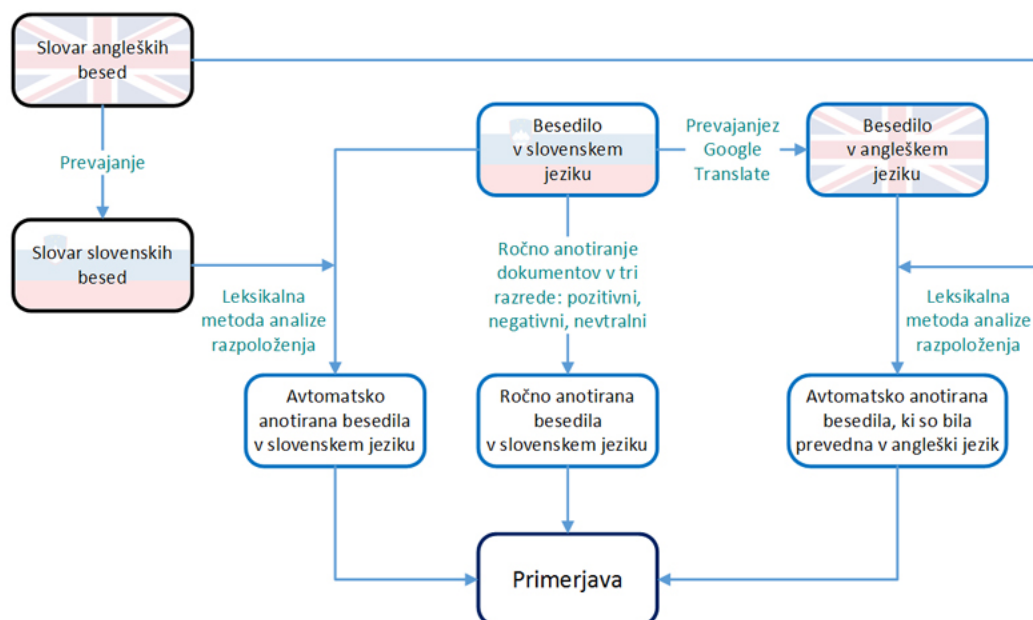 Slovar angleških
besed
Prevajanje
Slovar slovenskih
besed
Besedilo
v slovenskem
jeziku
Prevajanjez
Google
Translate
Besedilo
v angleškem
jeziku
Leksikalna
metoda analize
razpoloženja
Ročno anotiranje
dokumentov v tri
razrede: pozitivni,
negativni, nevtralni
Leksikalna
metoda analize
razpoloženja
Avtomatsko
anotirana besedila
v slovenskem jeziku
Ročno anotirana
besedila
v slovenskem jeziku
Avtomatsko anotirana
besedila, ki so bila
prevedna v angleški jezik
Primerjava